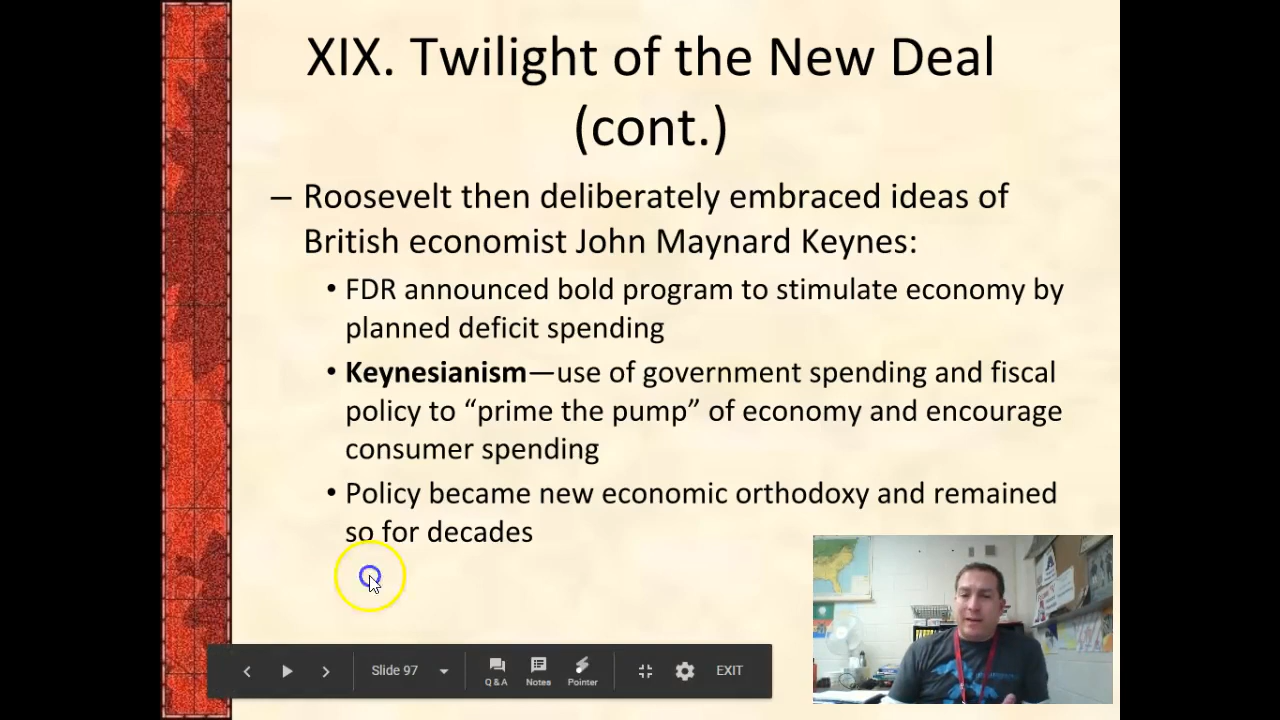 XIX. Twilight of the New Deal
(cont.)
– Roosevelt then deliberately embraced ideas of
British economist John Maynard Keynes:
• FDR announced bold program to stimulate economy by
planned deficit spending
• Keynesianism—use of government spending and fiscal
policy to “prime the pump” of economy and encourage
consumer spending
• Policy became new economic orthodoxy and remained
so for decades
Slide 97
Q & A
Notes
Pointer
EXIT